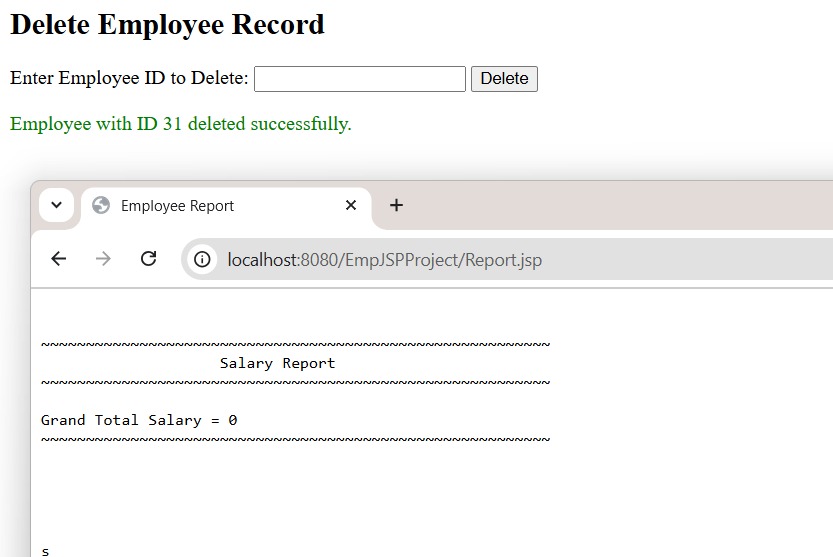 Delete Employee Record
Enter Employee ID to Delete: Delete
Employee with ID 31 deleted successfully.
Employee Report
localhost:8080/EmpJSPProject/Report.jsp
~~~~~~~~~~~~~~~~~~~~~~~~~~~~~~~~~~~~~~~~~~~~~~~~~~~~~~~~~
Salary Report
~~~~~~~~~~~~~~~~~~~~~~~~~~~~~~~~~~~~~~~~~~~~~~~~~~~~~~~~~
Grand Total Salary = 0
~~~~~~~~~~~~~~~~~~~~~~~~~~~~~~~~~~~~~~~~~~~~~~~~~~~~~~~~~
s